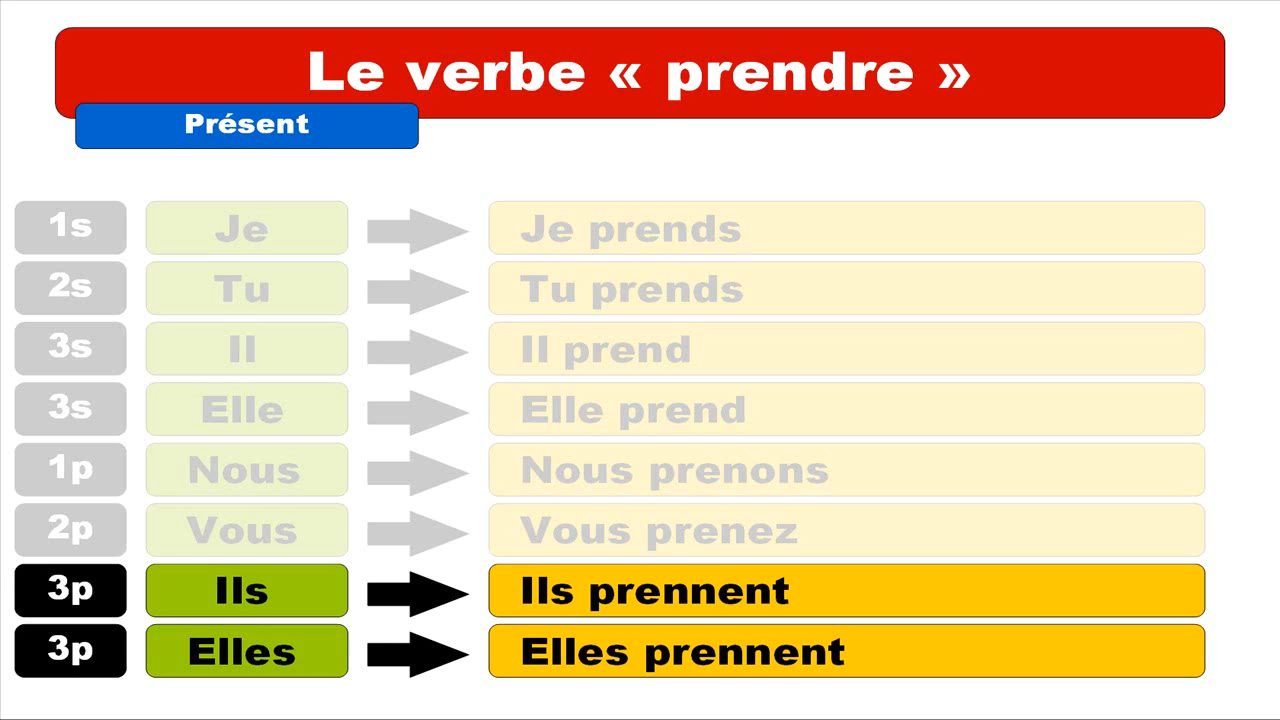 Le verbe « prendre »
Présent
1s Je Je prends
2s Tu Tu prends
3s Il Il prend
3s Elle Elle prend
1p Nous Nous prenons
2p Vous Vous prenez
3p Ils Ils prennent
3p Elles Elles prennent